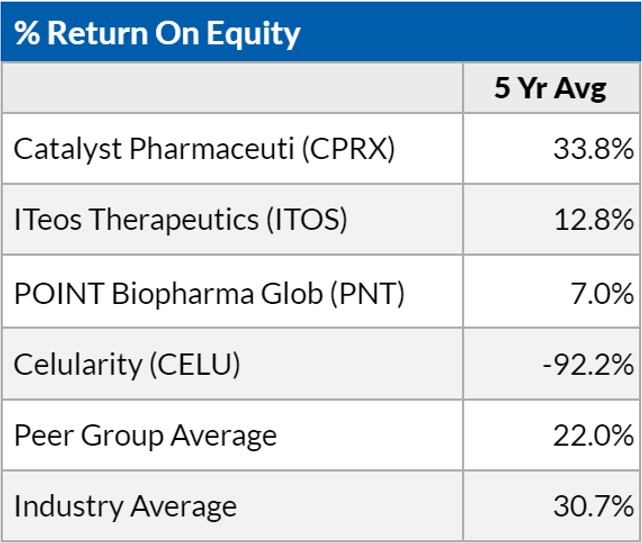 % Return On Equity
5 Yr Avg
Catalyst Pharmaceuti (CPRX) 33.8%
ITeos Therapeutics (ITOS) 12.8%
POINT Biopharma Glob (PNT) 7.0%
Celularity (CELU) -92.2%
Peer Group Average 22.0%
Industry Average 30.7%